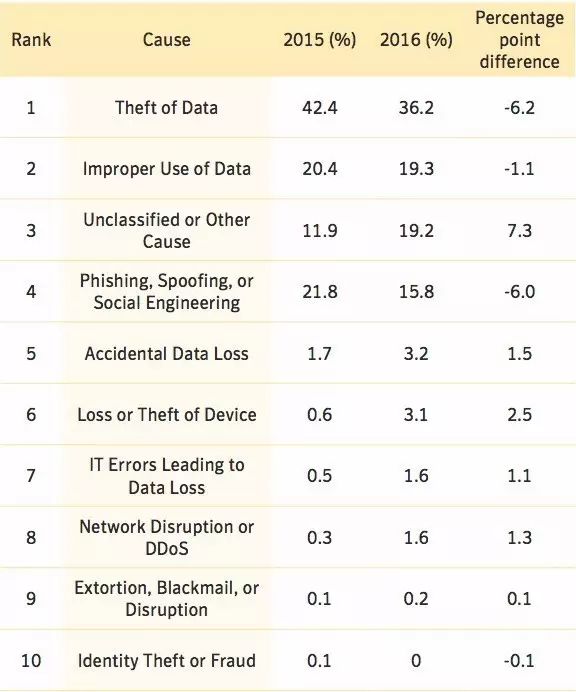 Rank Cause 2015 (%) 2016 (%) Percentage point difference
1 Theft of Data 42.4 36.2 -6.2
2 Improper Use of Data 20.4 19.3 -1.1
3 Unclassified or Other Cause 11.9 19.2 7.3
4 Phishing, Spoofing, or Social Engineering 21.8 15.8 -6.0
5 Accidental Data Loss 1.7 3.2 1.5
6 Loss or Theft of Device 0.6 3.1 2.5
7 IT Errors Leading to Data Loss 0.5 1.6 1.1
8 Network Disruption or DDoS 0.3 1.6 1.3
9 Extortion, Blackmail, or Disruption 0.1 0.2 0.1
10 Identity Theft or Fraud 0.1 0 -0.1